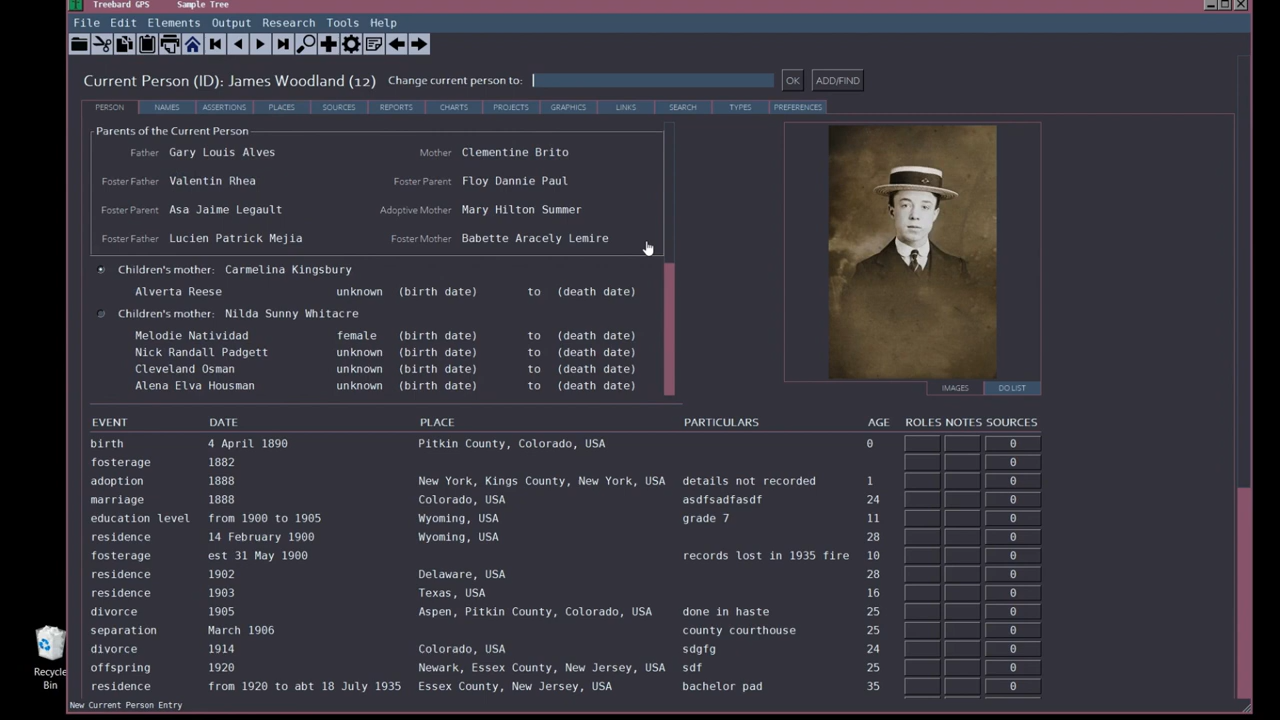 Treebard GPS Sample Tree
File Edit Elements Output Research Tools Help
Current Person (ID): James Woodland (12) Change current person to: OK ADD/FIND
PERSON NAMES ASSERTIONS PLACES SOURCES REPORTS CHARTS PROJECTS GRAPHICS LINKS SEARCH TYPES PREFERENCES
Parents of the Current Person
Father Gary Louis Alves Mother Clementine Brito
Foster Father Valentin Rhea Foster Parent Floy Dannie Paul
Foster Parent Asa Jaime Legault Adoptive Mother Mary Hilton Summer
Foster Father Lucien Patrick Mejia Foster Mother Babette Aracely Lemire
Children's mother: Carmelina Kingsbury
Alverta Reese unknown (birth date) to (death date)
Children's mother: Nilda Sunny Whitacre
Melodie Natividad female (birth date) to (death date)
Nick Randall Padgett unknown (birth date) to (death date)
Cleveland Osman unknown (birth date) to (death date)
Alena Elva Housman unknown (birth date) to (death date)
IMAGES DO LIST
EVENT DATE PLACE PARTICULARS AGE ROLES NOTES SOURCES
birth 4 April 1890 Pitkin County, Colorado, USA 0 0
fosterage 1882 0
adoption 1888 New York, Kings County, New York, USA details not recorded 1 0
marriage 1888 Colorado, USA asdfsadfasdf 24 0
education level from 1900 to 1905 Wyoming, USA grade 7 11 0
residence 14 February 1900 Wyoming, USA 28 0
fosterage est 31 May 1900 records lost in 1935 fire 10 0
residence 1902 Delaware, USA 28 0
residence 1903 Texas, USA 16 0
divorce 1905 Aspen, Pitkin County, Colorado, USA done in haste 25 0
separation March 1906 county courthouse 25 0
divorce 1914 Colorado, USA sdgfg 24 0
offspring 1920 Newark, Essex County, New Jersey, USA sdf 25 0
residence from 1920 to abt 18 July 1935 Essex County, New Jersey, USA bachelor pad 35 0
New Current Person Entry
Recycle
Bin